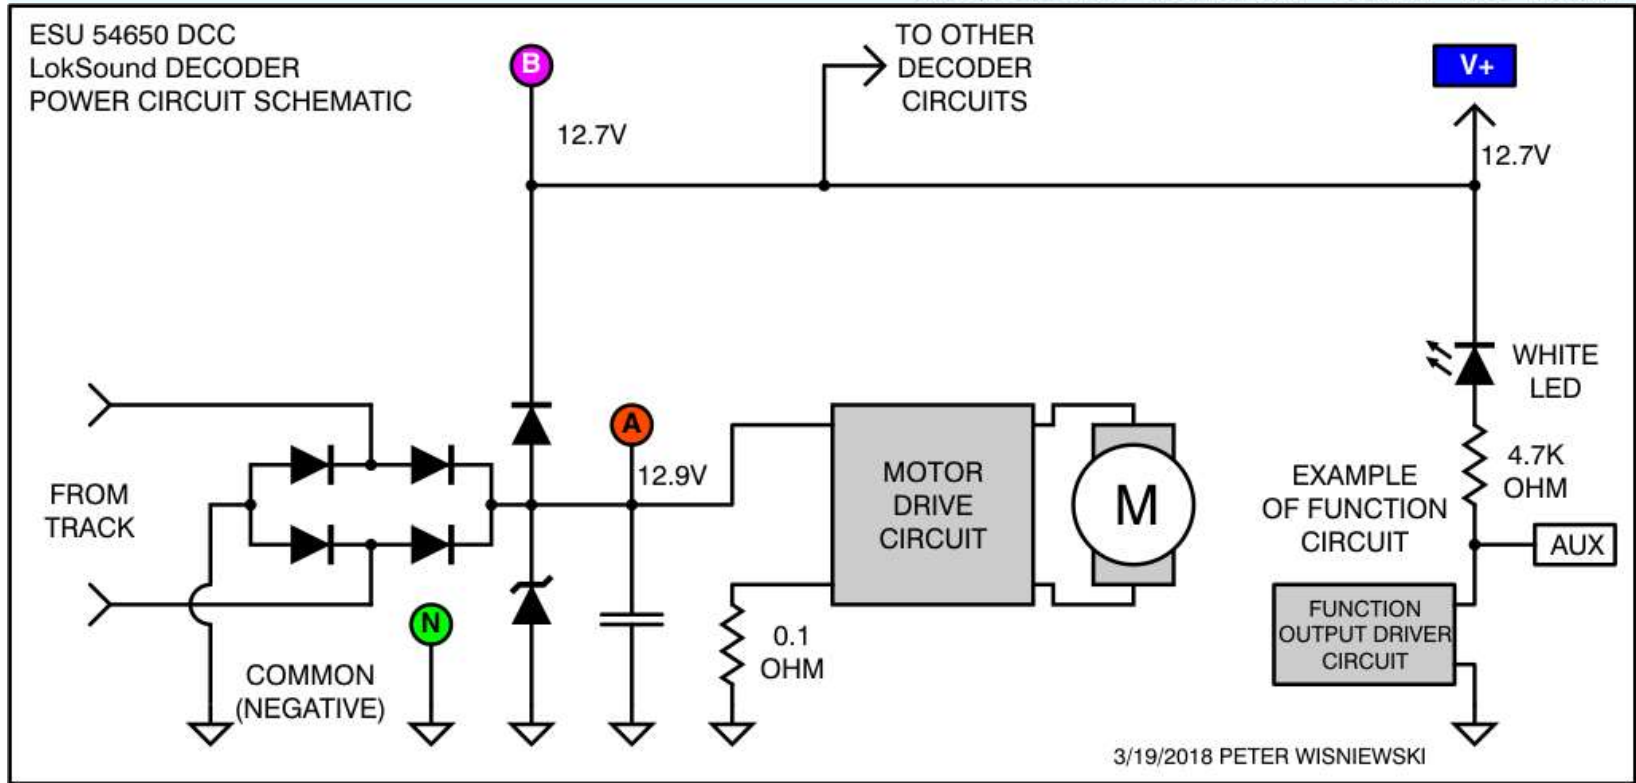 ESU 54650 DCC
LokSound DECODER
POWER CIRCUIT SCHEMATIC
B
12.7V
TO OTHER
DECODER
CIRCUITS
V+
12.7V
WHITE
LED
4.7K
OHM
AUX
EXAMPLE
OF FUNCTION
CIRCUIT
FUNCTION
OUTPUT DRIVER
CIRCUIT
FROM
TRACK
A
12.9V
MOTOR
DRIVE
CIRCUIT
M
N
COMMON
(NEGATIVE)
0.1
OHM
3/19/2018 PETER WISNIEWSKI